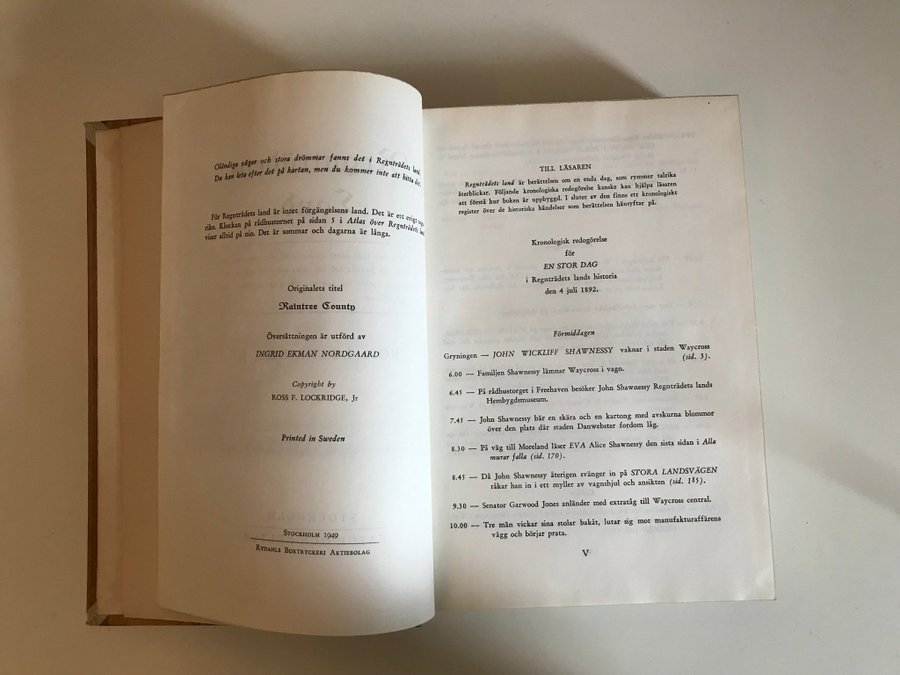 Oländiga vägar och stora drömmar fanns det i Regnträdets land.
Du kan leta efter det på kartan, men du kommer inte att hitta det.
För Regnträdets land är intet förgängelsens land. Det är ett evigt
rike. Klockan på rådhustornet på sidan 5 i Atlas över Regnträdets land
visar alltid på nio. Det är sommar och dagarna är långa.
Originalets titel
Raintree County
Översättningen är utförd av
INGRID EKMAN NORDGAARD
Copyright by
ROSS F. LOCKRIDGE, Jr
Printed in Sweden
STOCKHOLM 1949
RYDAHLS BOKTRYCKERI AKTIEBOLAG
TILL LÄSAREN
Regnträdets land är berättelsen om en enda dag, som rymmer talrika
återblickar. Följande kronologiska redogörelse kanske kan hjälpa läsaren
att förstå hur boken är uppbyggd. I slutet av den finns ett kronologiskt
register över de historiska händelser som berättelsen hänsyftar på.
Kronologisk redogörelse
för
EN STOR DAG
i Regnträdets lands historia
den 4 juli 1892.
Förmiddagen
Gryningen — JOHN WICKLIFF SHAWNESSY vaknar i staden Waycross
(sid. 3).
6.00 — Familjen Shawnessy lämnar Waycross i vagn.
6.45 — På rådhustorget i Freehaven besöker John Shawnessy Regnträdets lands
Hembygdsmuseum.
7.45 — John Shawnessy bär en skära och en kartong med avskurna blommor
över den plats där staden Danwebster fordom låg.
8.30 — På väg till Moreland läser EVA Alice Shawnessy den sista sidan i Alla
murar falla (sid. 170).
8.45 — Då John Shawnessy återigen svänger in på STORA LANDSVÄGEN
råkar han in i ett myller av vagnshjul och ansikten (sid. 185).
9.30 — Senator Garwood Jones anländer med extratåg till Waycross central.
10.00 — Tre män vickar sina stolar bakåt, lutar sig mot manufakturaffärens
vägg och börjar prata.
V